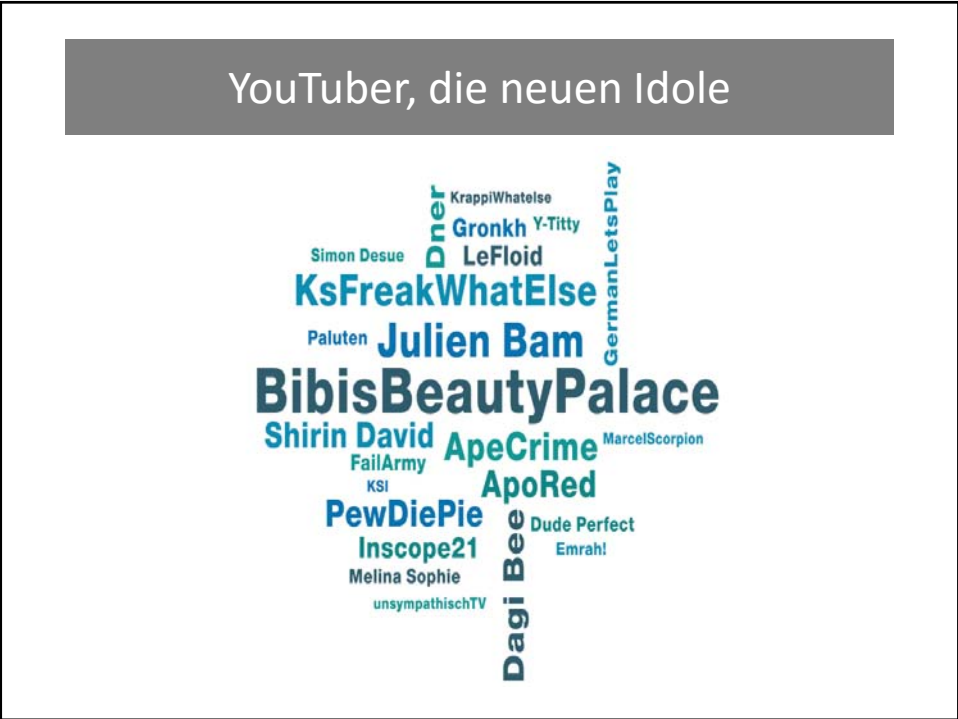 YouTuber, die neuen Idole
KrappiWhatelse
Dner
Gronkh
Y-Titty
GermanLetsPlay
Simon Desue
LeFloid
KsFreakWhatElse
Paluten
Julien Bam
BibisBeautyPalace
Shirin David
ApeCrime
MarcelScorpion
FailArmy
KSI
ApoRed
PewDiePie
Dagi Bee
Dude Perfect
Inscope21
Emrah!
Melina Sophie
unsympathischTV